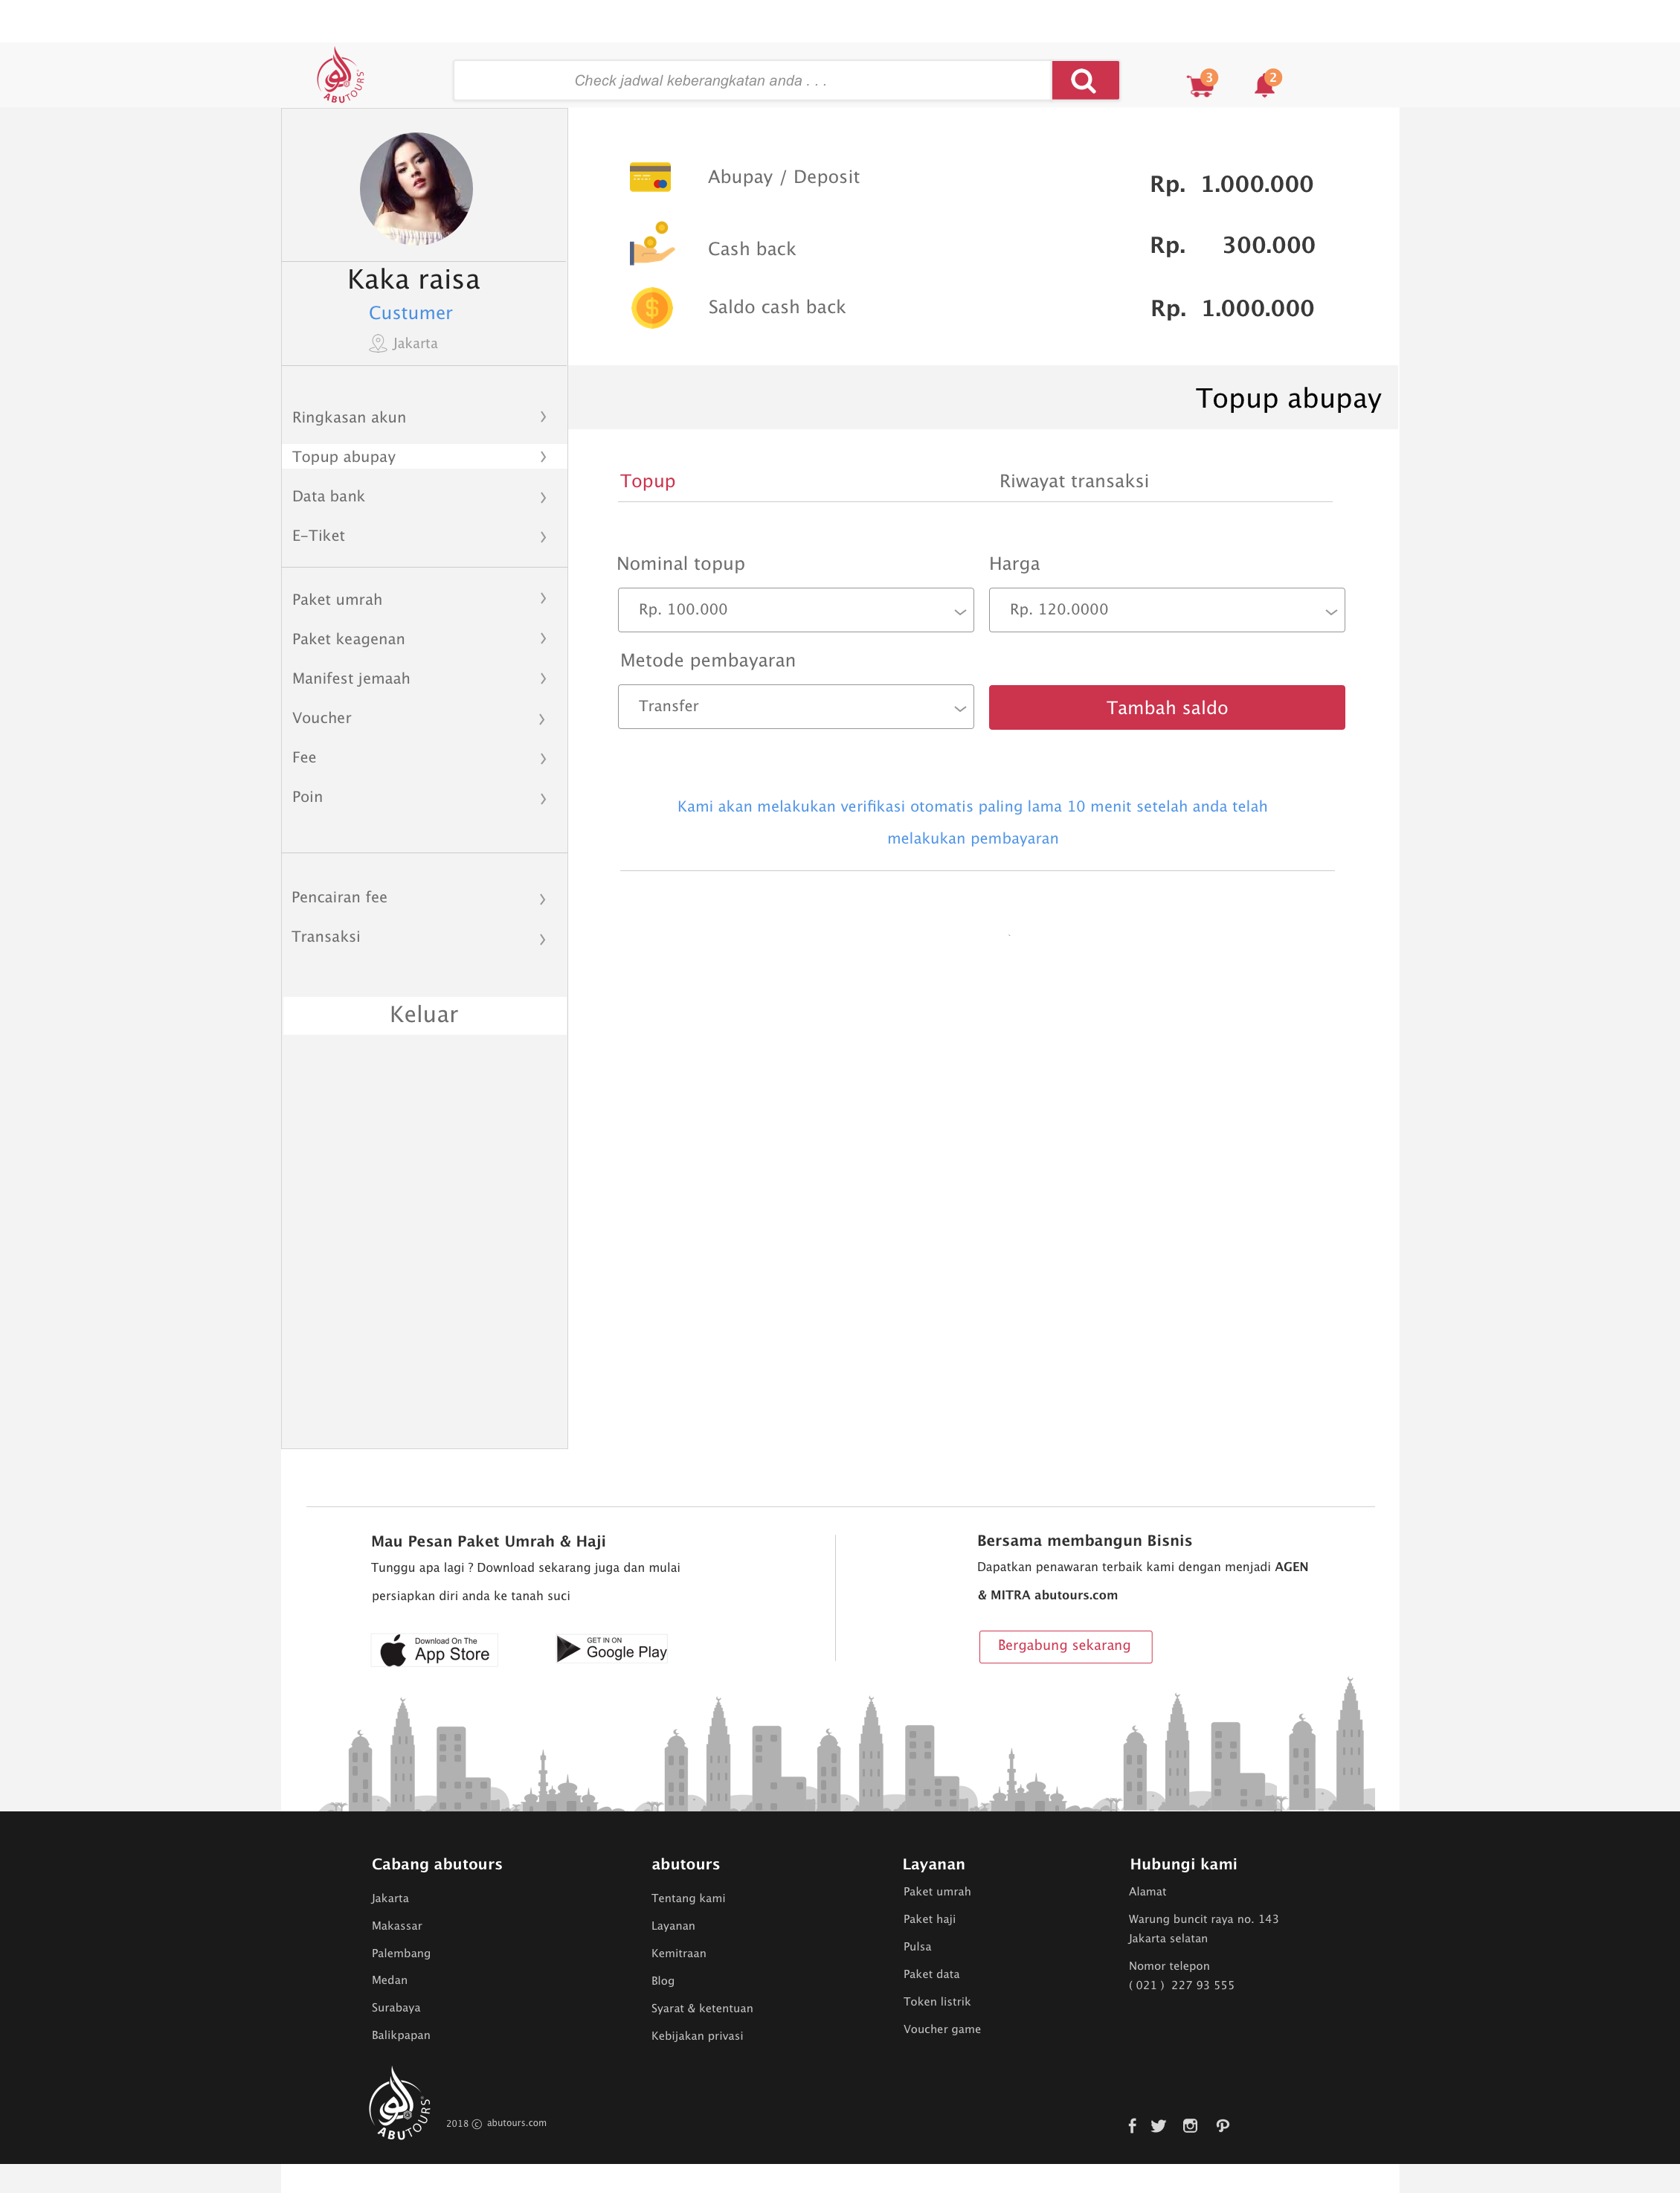 ABUTOURS
Check jadwal keberangkatan anda . . .
3
2
Kaka raisa
Custumer
Jakarta
Abupay / Deposit
Rp. 1.000.000
Cash back
Rp. 300.000
Saldo cash back
Rp. 1.000.000
Topup abupay
Ringkasan akun
Topup abupay
Data bank
E-Tiket
Paket umrah
Paket keagenan
Manifest jemaah
Voucher
Fee
Poin
Pencairan fee
Transaksi
Keluar
Topup
Riwayat transaksi
Nominal topup
Harga
Rp. 100.000
Rp. 120.0000
Metode pembayaran
Transfer
Tambah saldo
Kami akan melakukan verifikasi otomatis paling lama 10 menit setelah anda telah
melakukan pembayaran
Mau Pesan Paket Umrah & Haji
Tunggu apa lagi ? Download sekarang juga dan mulai
persiapkan diri anda ke tanah suci
Download On The
App Store
GET IN ON
Google Play
Bersama membangun Bisnis
Dapatkan penawaran terbaik kami dengan menjadi AGEN
& MITRA abutours.com
Bergabung sekarang
Cabang abutours
Jakarta
Makassar
Palembang
Medan
Surabaya
Balikpapan
abutours
Tentang kami
Layanan
Kemitraan
Blog
Syarat & ketentuan
Kebijakan privasi
Layanan
Paket umrah
Paket haji
Pulsa
Paket data
Token listrik
Voucher game
Hubungi kami
Alamat
Warung buncit raya no. 143
Jakarta selatan
Nomor telepon
( 021 ) 227 93 555
ABUTOURS
2018 © abutours.com